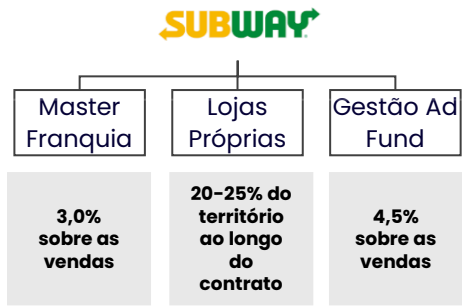 SUBWAY
Master
Franquia
Lojas
Próprias
Gestão Ad
Fund
3,0%
sobre as
vendas
20-25% do
território
ao longo
do
contrato
4,5%
sobre as
vendas